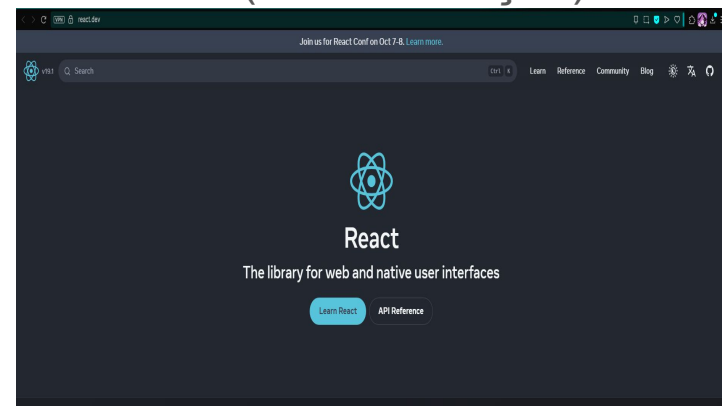 VPN react.dev
Join us for React Conf on Oct 7-8. Learn more.
v19.1 Search Ctrl K Learn Reference Community Blog
React
The library for web and native user interfaces
Learn React API Reference